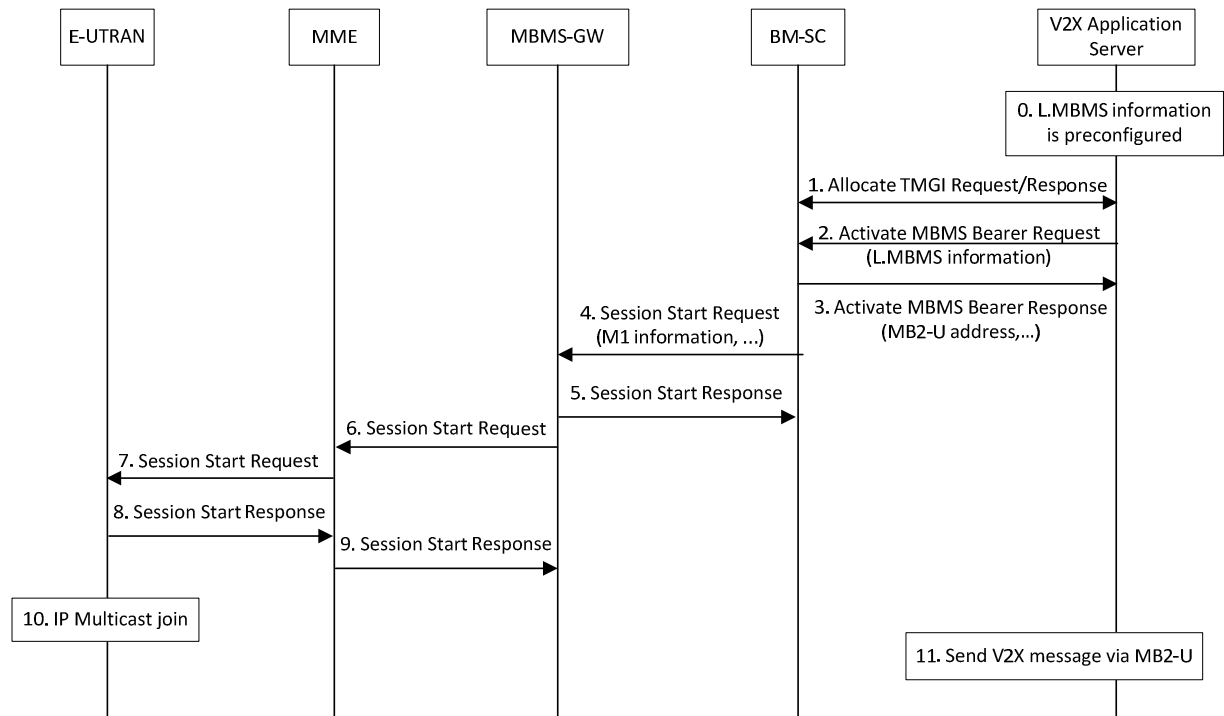 E-UTRAN
MME
MBMS-GW
BM-SC
V2X Application
Server
0. L.MBMS information
is preconfigured
1. Allocate TMGI Request/Response
2. Activate MBMS Bearer Request
(L.MBMS information)
3. Activate MBMS Bearer Response
(MB2-U address,...)
4. Session Start Request
(M1 information, ...)
5. Session Start Response
6. Session Start Request
7. Session Start Request
8. Session Start Response
9. Session Start Response
10. IP Multicast join
11. Send V2X message via MB2-U